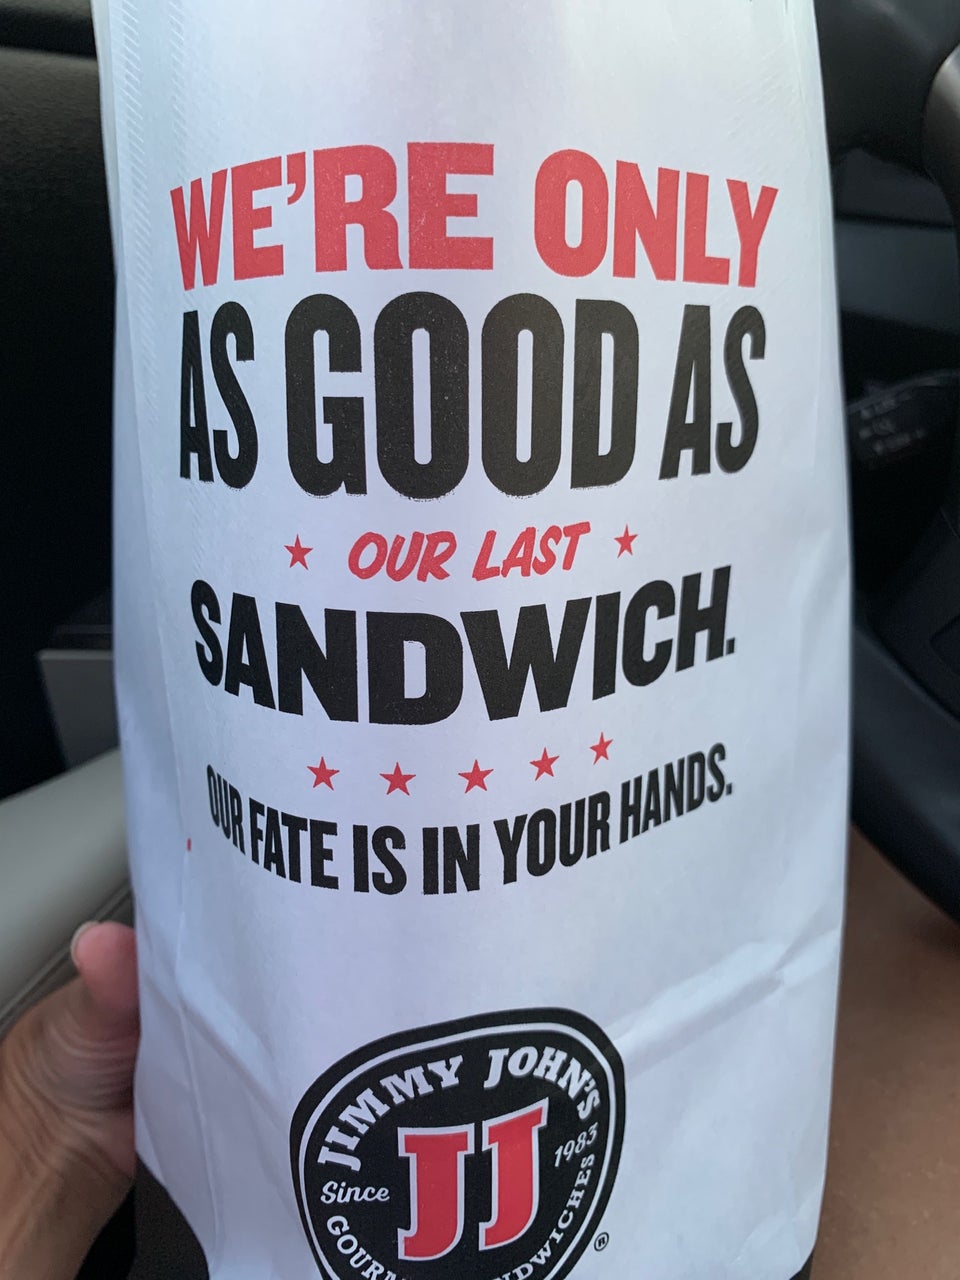 WE'RE ONLY
AS GOOD AS
OUR LAST
SANDWICH.
OUR FATE IS IN YOUR HANDS.
JIMMY JOHN'S
JJ
Since 1983
®